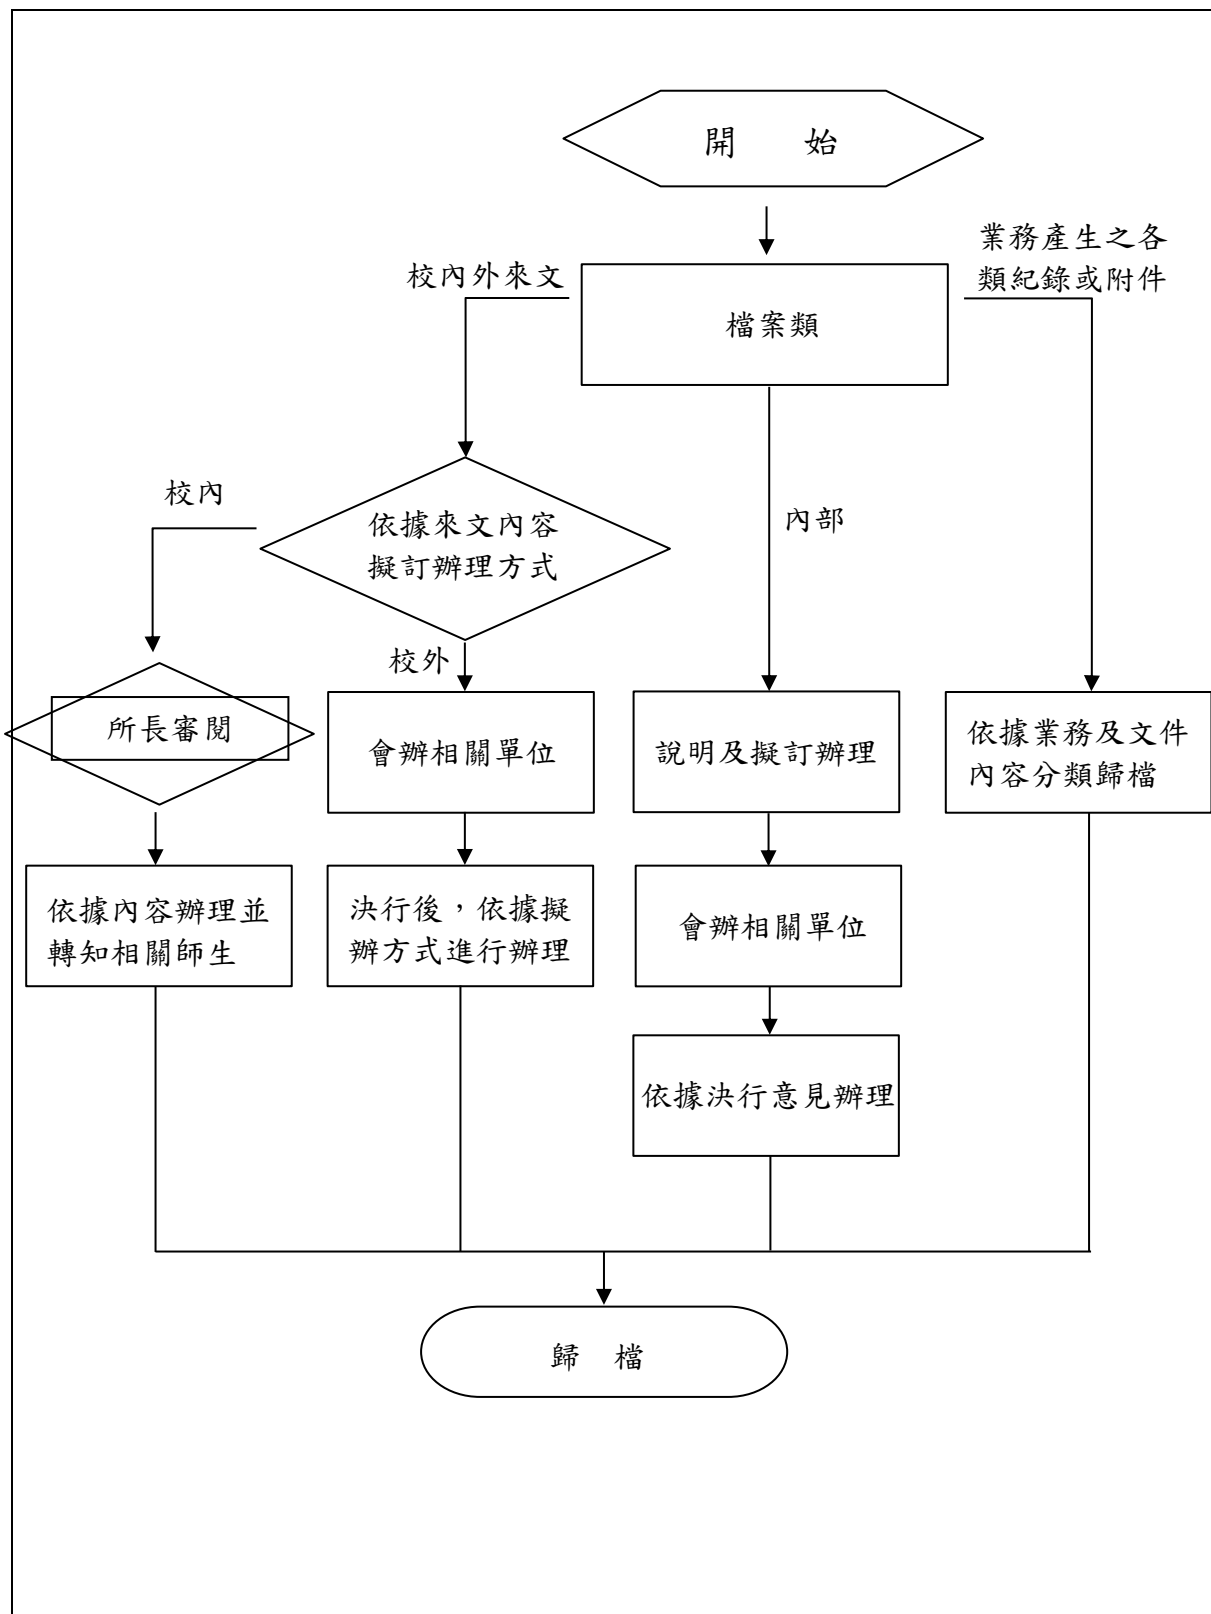 開 始
業務產生之各
類紀錄或附件
校內外來文
檔案類
校內
依據來文內容
擬訂辦理方式
內部
校外
所長審閱
會辦相關單位
說明及擬訂辦理
依據業務及文件
內容分類歸檔
依據內容辦理並
轉知相關師生
決行後，依據擬
辦方式進行辦理
會辦相關單位
依據決行意見辦理
歸 檔